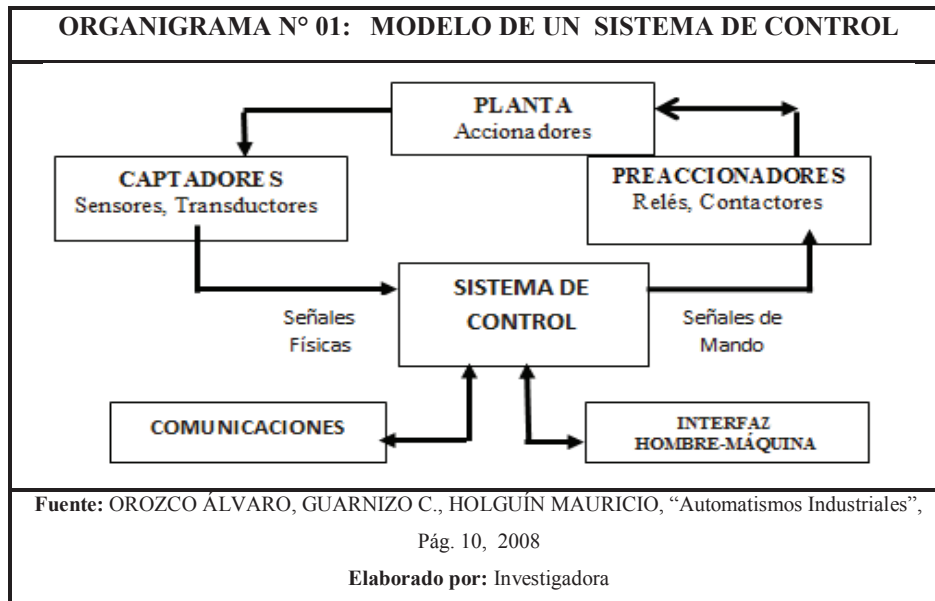 ORGANIGRAMA N° 01: MODELO DE UN SISTEMA DE CONTROL
PLANTA
Accionadores
CAPTADORES
Sensores, Transductores
PREACCIONADORES
Relés, Contactores
SISTEMA DE
CONTROL
Señales
Físicas
Señales de
Mando
COMUNICACIONES
INTERFAZ
HOMBRE-MÁQUINA
Fuente: OROZCO ÁLVARO, GUARNIZO C., HOLGUÍN MAURICIO, “Automatismos Industriales”,
Pág. 10, 2008
Elaborado por: Investigadora